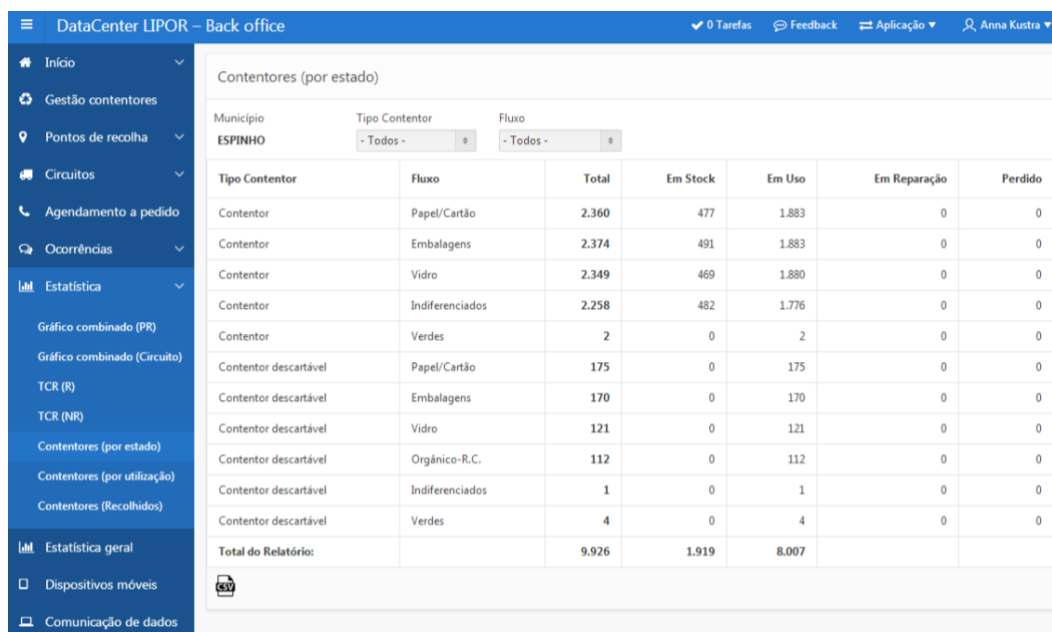 DataCenter LIPOR – Back office
0 Tarefas Feedback Aplicação Anna Kustra
Início
Gestão contentores
Pontos de recolha
Circuitos
Agendamento a pedido
Ocorrências
Estatística
Gráfico combinado (PR)
Gráfico combinado (Circuito)
TCR (R)
TCR (NR)
Contentores (por estado)
Contentores (por utilização)
Contentores (Recolhidos)
Estatística geral
Dispositivos móveis
Comunicação de dados
Contentores (por estado)
Município Tipo Contentor Fluxo
ESPINHO - Todos - - Todos -
Tipo Contentor Fluxo Total Em Stock Em Uso Em Reparação Perdido
Contentor Papel/Cartão 2.360 477 1.883 0 0
Contentor Embalagens 2.374 491 1.883 0 0
Contentor Vidro 2.349 469 1.880 0 0
Contentor Indiferenciados 2.258 482 1.776 0 0
Contentor Verdes 2 0 2 0 0
Contentor descartável Papel/Cartão 175 0 175 0 0
Contentor descartável Embalagens 170 0 170 0 0
Contentor descartável Vidro 121 0 121 0 0
Contentor descartável Orgânico-R.C. 112 0 112 0 0
Contentor descartável Indiferenciados 1 0 1 0 0
Contentor descartável Verdes 4 0 4 0 0
Total do Relatório: 9.926 1.919 8.007
CSV